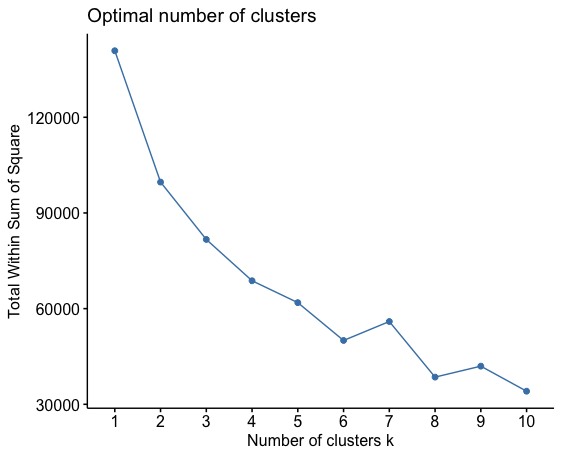 Optimal number of clusters
Total Within Sum of Square
120000
90000
60000
30000
1 2 3 4 5 6 7 8 9 10
Number of clusters k